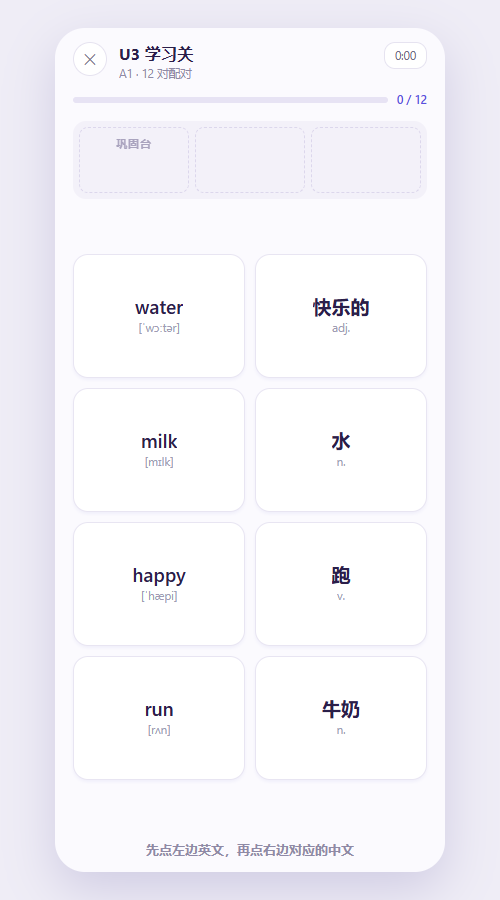 U3 学习关
A1 · 12 对配对
0:00
0 / 12
巩固台
water
[ˈwɔːtər]
快乐的
adj.
milk
[mɪlk]
水
n.
happy
[ˈhæpi]
跑
v.
run
[rʌn]
牛奶
n.
先点左边英文，再点右边对应的中文